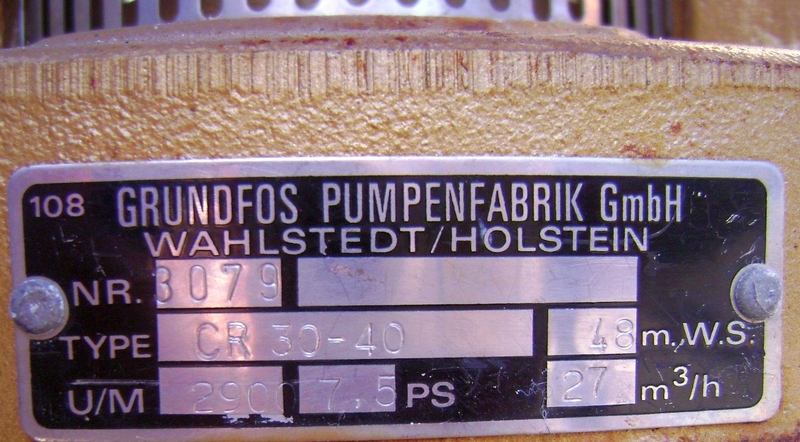 108 GRUNDFOS PUMPENFABRIK GmbH
WAHLSTEDT/HOLSTEIN
NR. 3079
TYPE CR 30-40 48 m.W.S.
U/M 2900 7,5 PS 27 m³/h